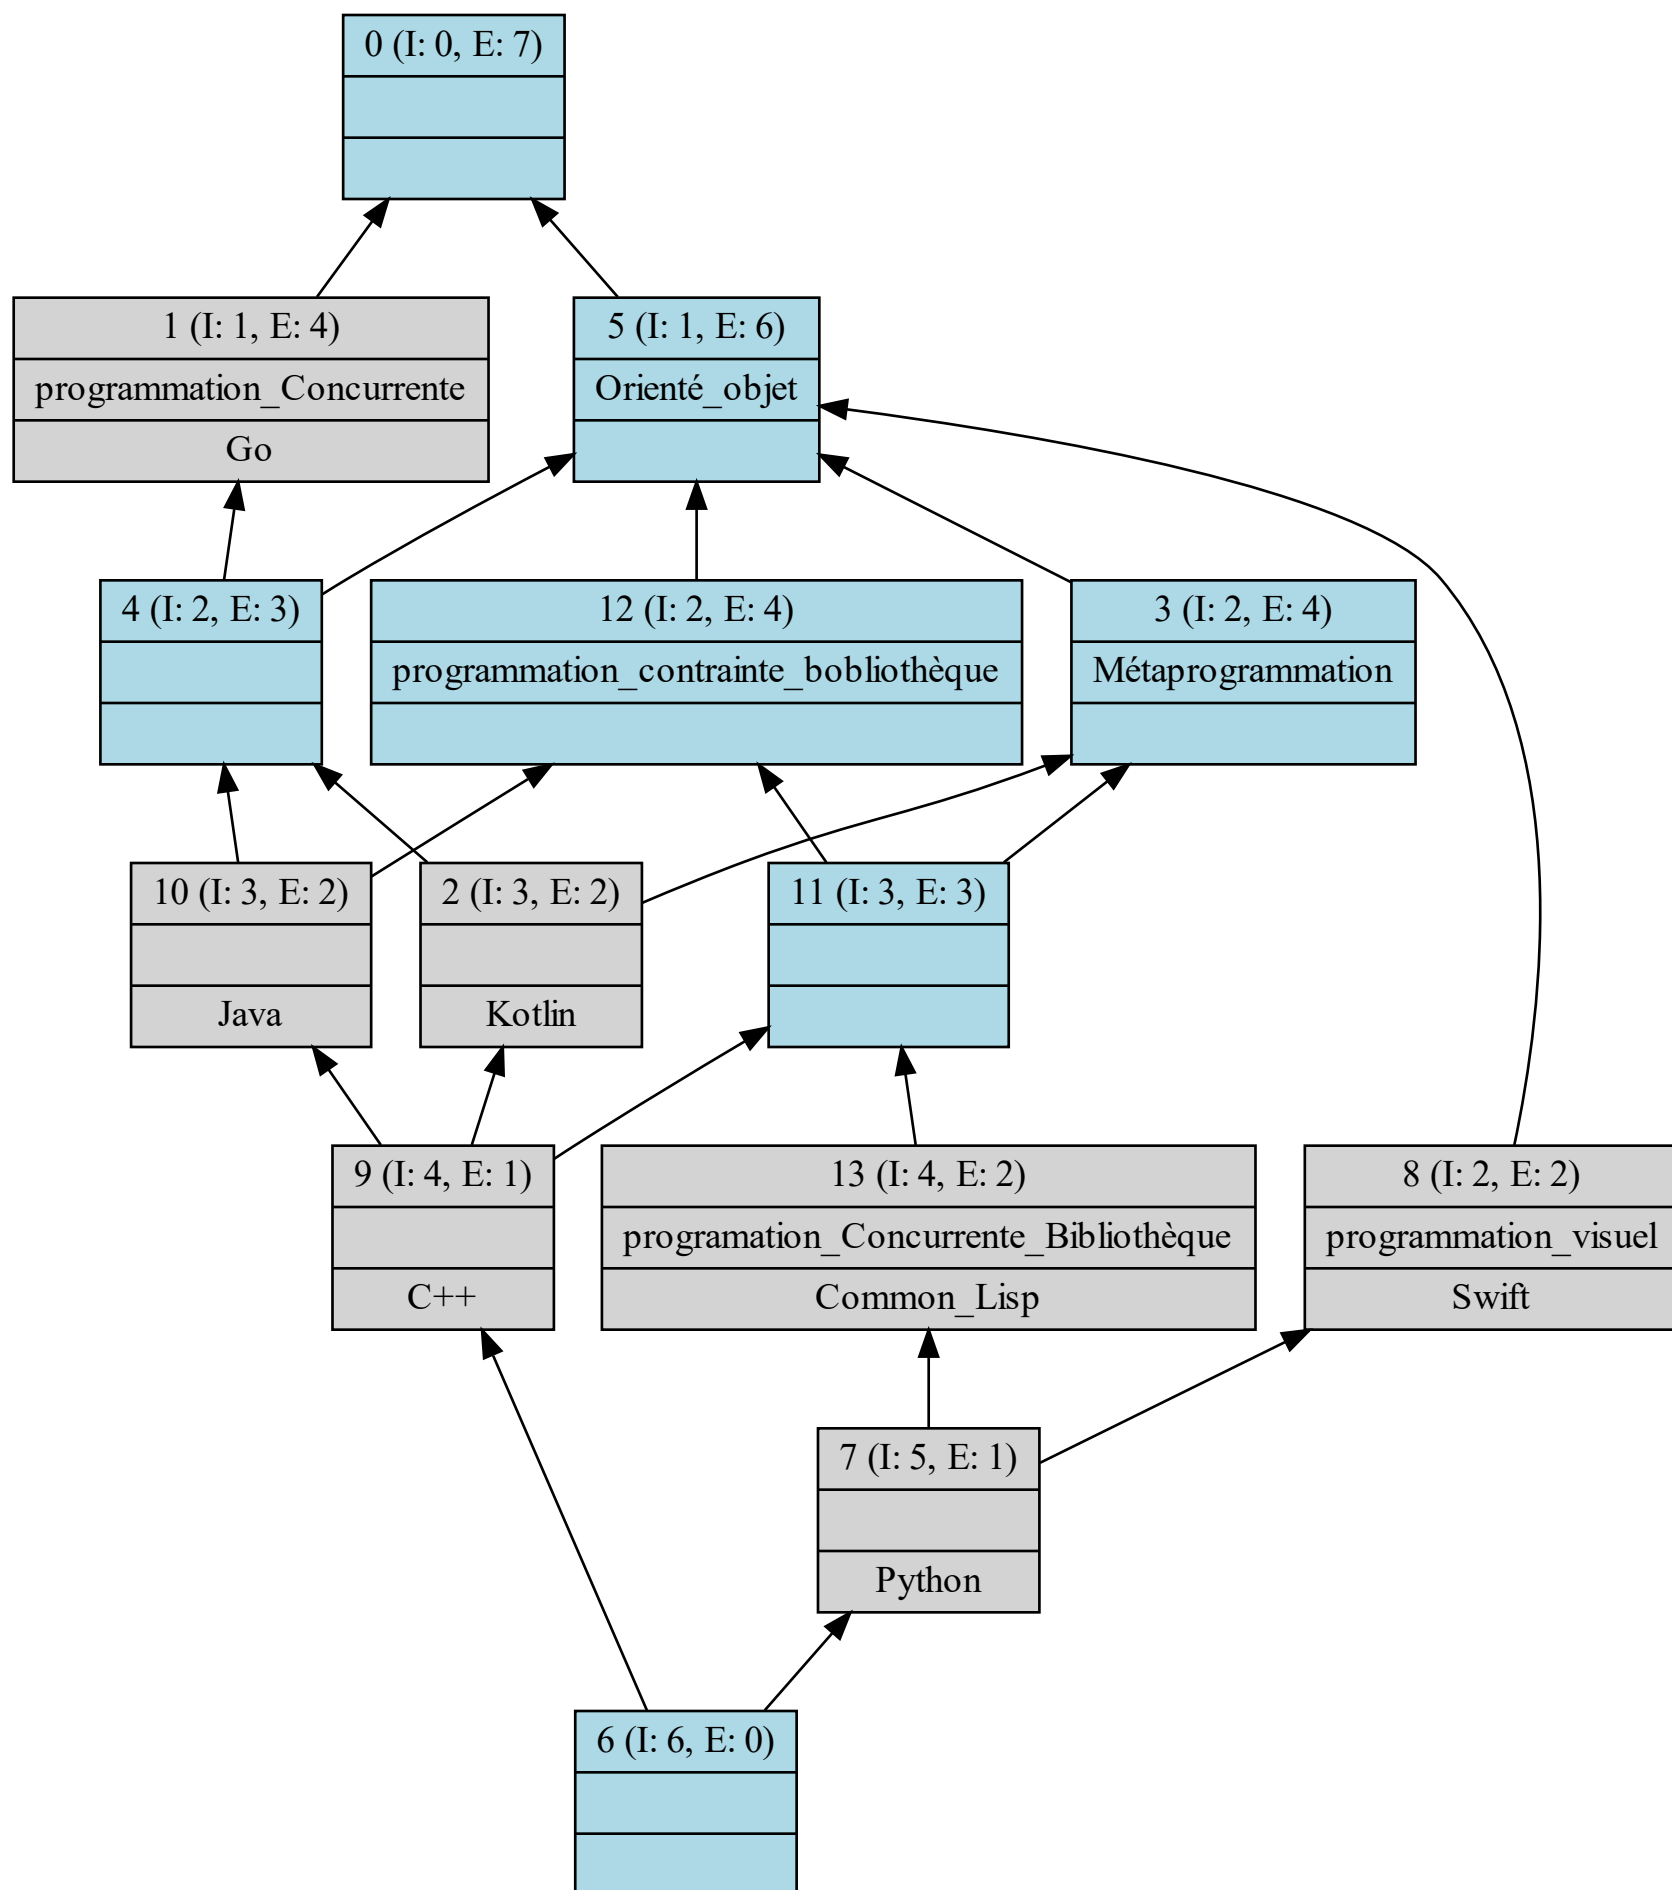 0 (I: 0, E: 7)
1 (I: 1, E: 4)
programmation_Concurrente
Go
5 (I: 1, E: 6)
Orienté_objet
4 (I: 2, E: 3)
12 (I: 2, E: 4)
programmation_contrainte_bobliothèque
3 (I: 2, E: 4)
Métaprogrammation
10 (I: 3, E: 2)
Java
2 (I: 3, E: 2)
Kotlin
11 (I: 3, E: 3)
9 (I: 4, E: 1)
C++
13 (I: 4, E: 2)
programation_Concurrente_Bibliothèque
Common_Lisp
8 (I: 2, E: 2)
programmation_visuel
Swift
7 (I: 5, E: 1)
Python
6 (I: 6, E: 0)